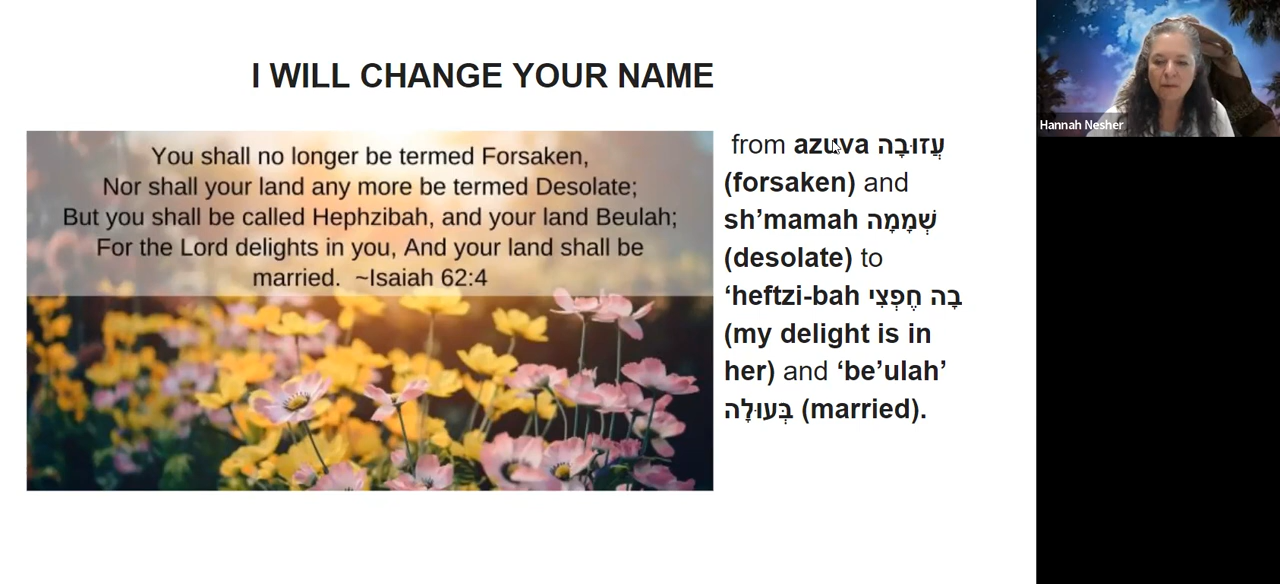 I WILL CHANGE YOUR NAME
You shall no longer be termed Forsaken,
Nor shall your land any more be termed Desolate;
But you shall be called Hephzibah, and your land Beulah;
For the Lord delights in you, And your land shall be
married. ~Isaiah 62:4
from azuva עֲזוּבָה
(forsaken) and
sh’mamah שְׁמָמָה
(desolate) to
‘heftzi-bah חֶפְצִי בָהּ
(my delight is in
her) and ‘be’ulah’
בְּעוּלָה (married).
Hannah Nesher